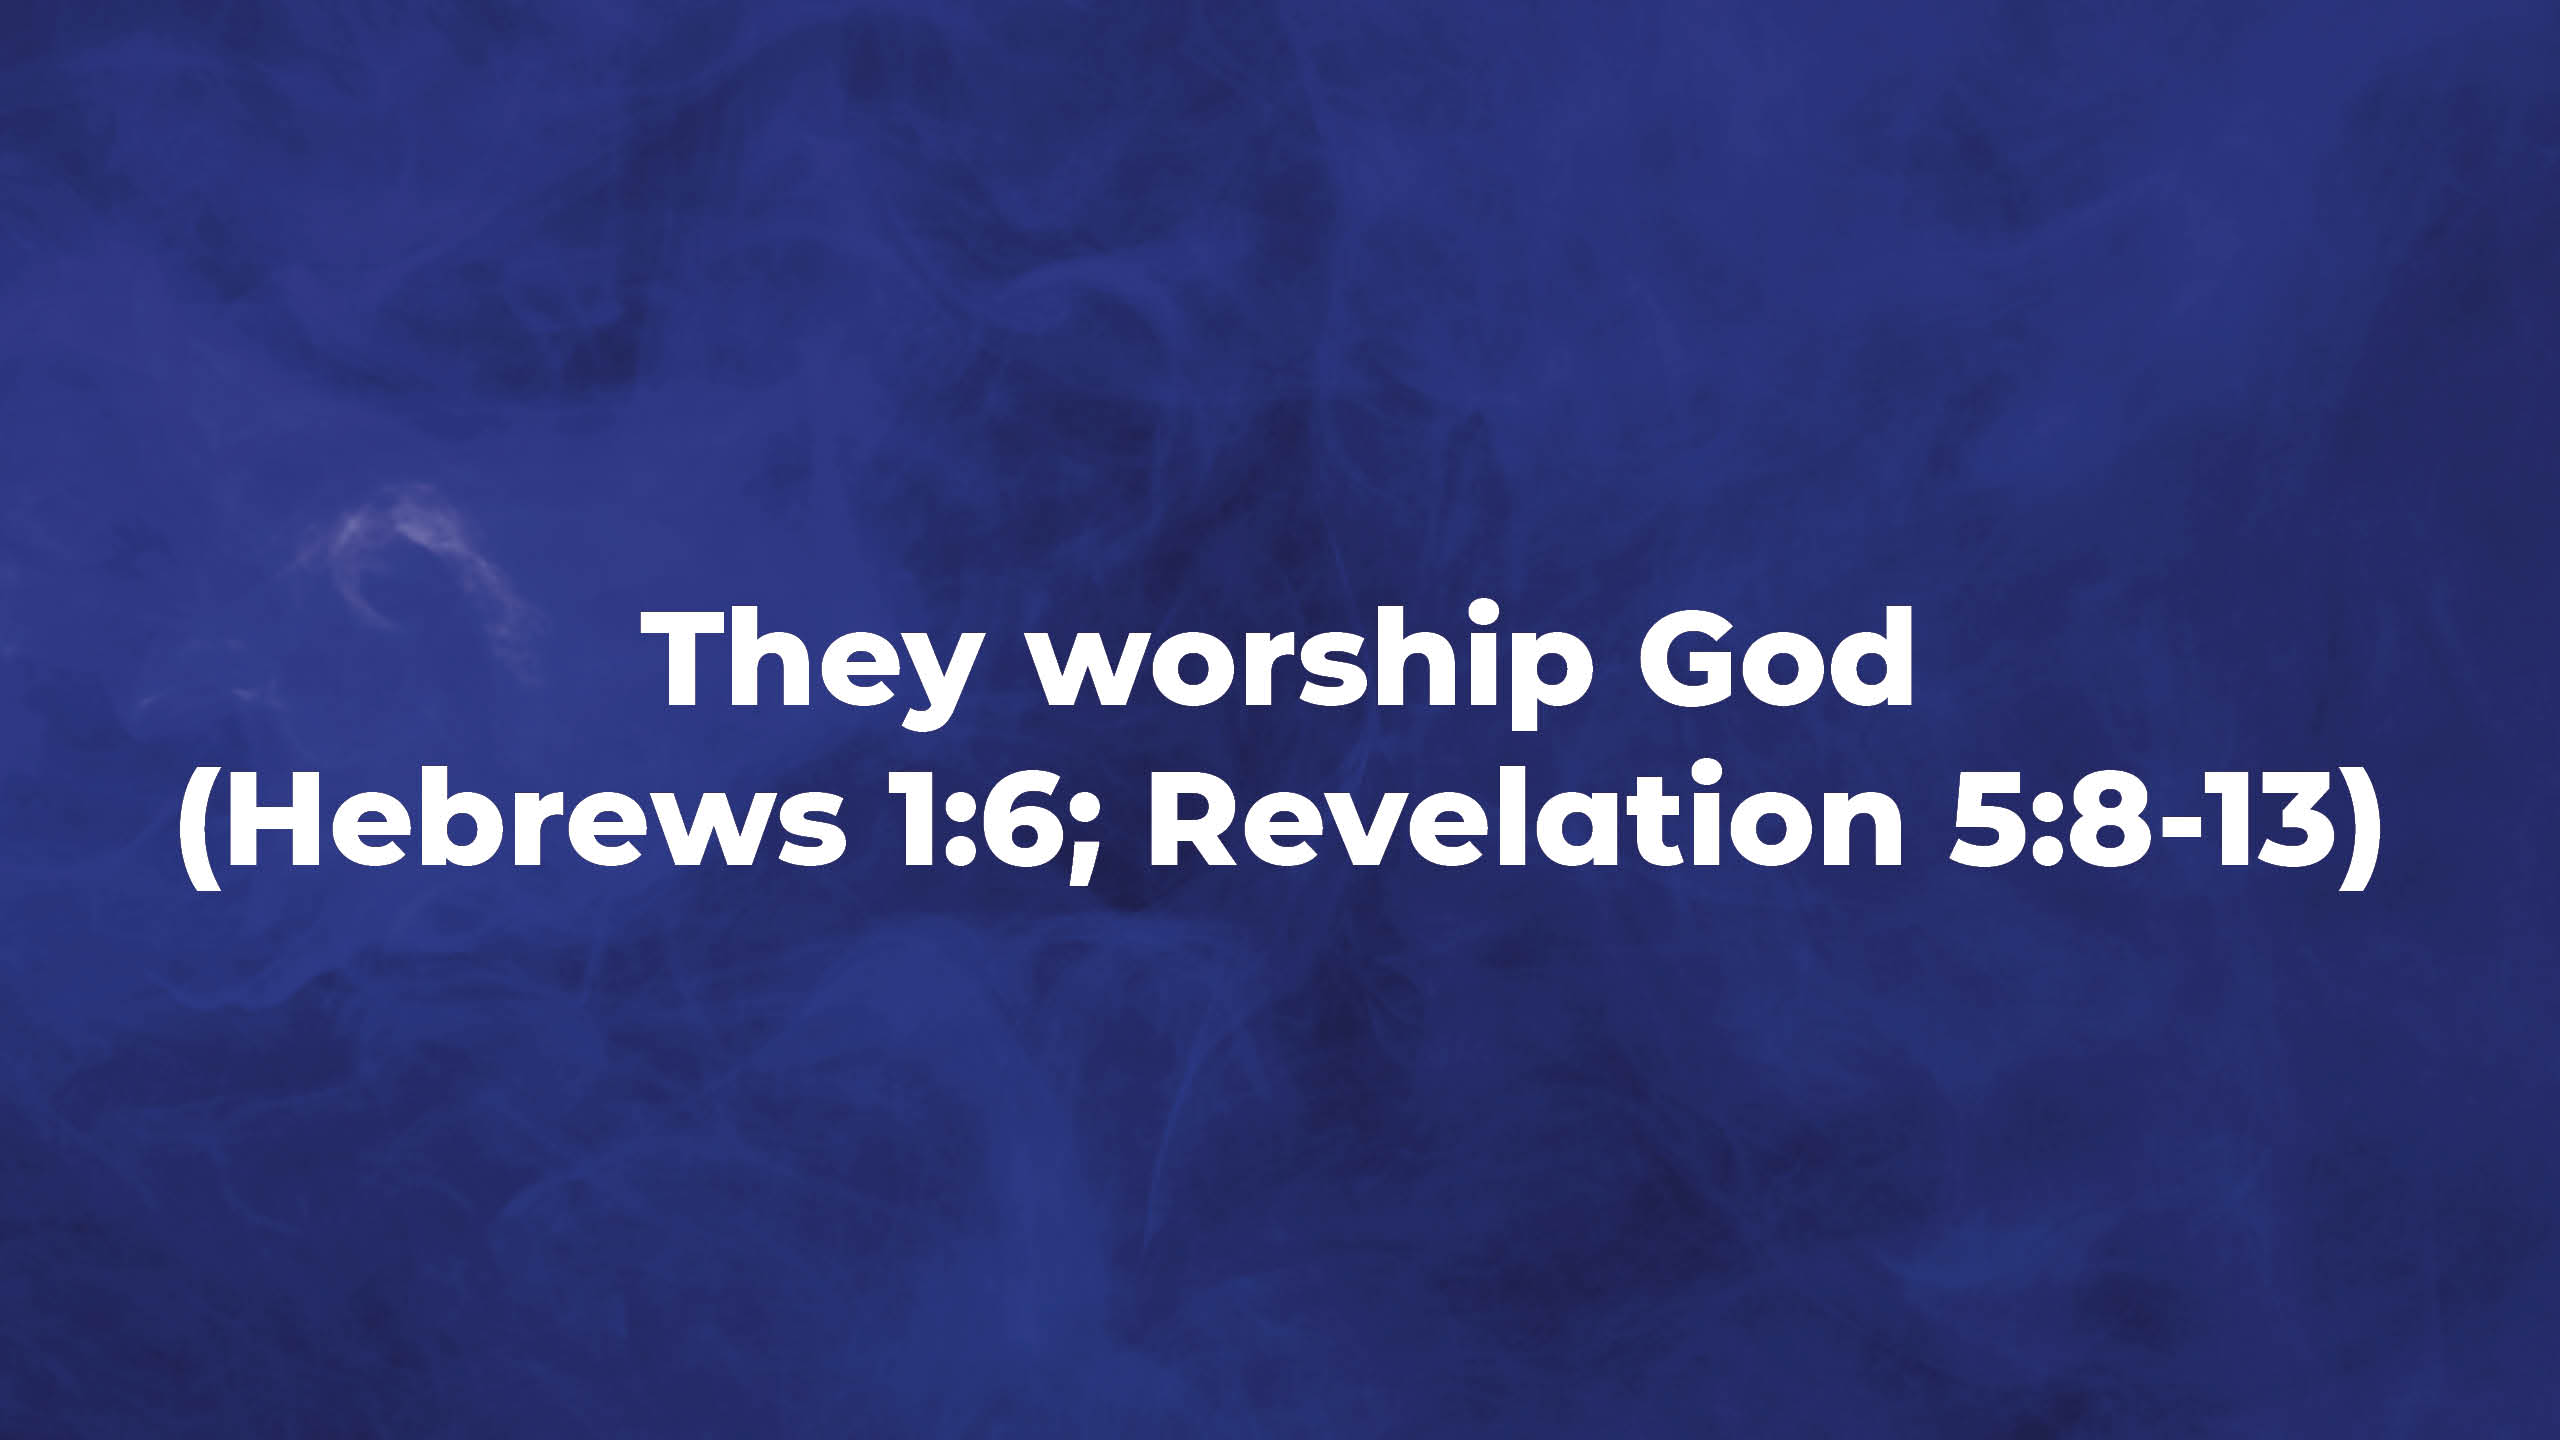 They worship God
(Hebrews 1:6; Revelation 5:8-13)